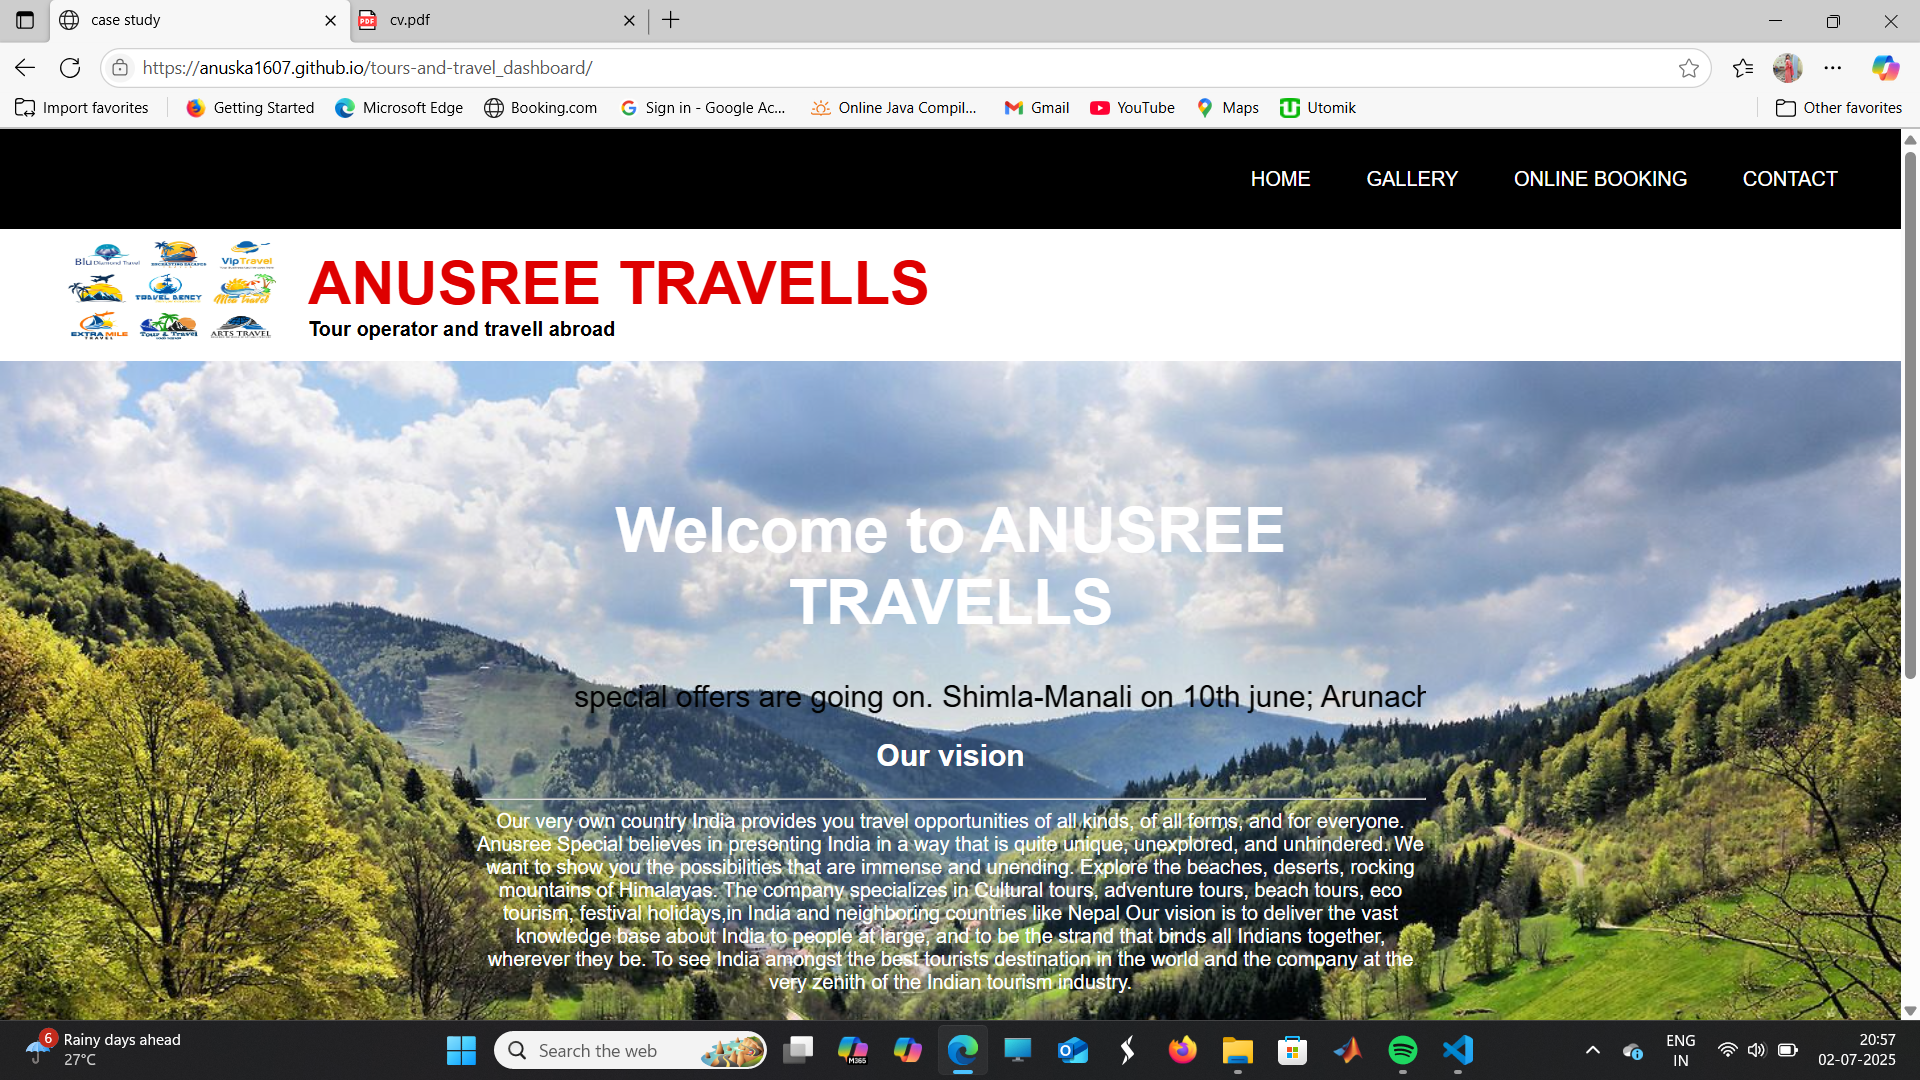 case study
cv.pdf
https://anuska1607.github.io/tours-and-travel_dashboard/
Import favorites
Getting Started
Microsoft Edge
Booking.com
Sign in - Google Ac...
Online Java Compil...
Gmail
YouTube
Maps
Utomik
Other favorites
HOME
GALLERY
ONLINE BOOKING
CONTACT
Blu Diamond Travel
VipTravel
TRAVEL GENCY
EXTRA MILE
TRAVEL
Tour & Travel
ARTS TRAVEL
ANUSREE TRAVELLS
Tour operator and travell abroad
Welcome to ANUSREE
TRAVELLS
special offers are going on. Shimla-Manali on 10th june; Arunach
Our vision
Our very own country India provides you travel opportunities of all kinds, of all forms, and for everyone.
Anusree Special believes in presenting India in a way that is quite unique, unexplored, and unhindered. We
want to show you the possibilities that are immense and unending. Explore the beaches, deserts, rocking
mountains of Himalayas. The company specializes in Cultural tours, adventure tours, beach tours, eco
tourism, festival holidays,in India and neighboring countries like Nepal Our vision is to deliver the vast
knowledge base about India to people at large, and to be the strand that binds all Indians together,
wherever they be. To see India amongst the best tourists destination in the world and the company at the
very zenith of the Indian tourism industry.
6
Rainy days ahead
27°C
Search the web
M365
ENG
IN
20:57
02-07-2025